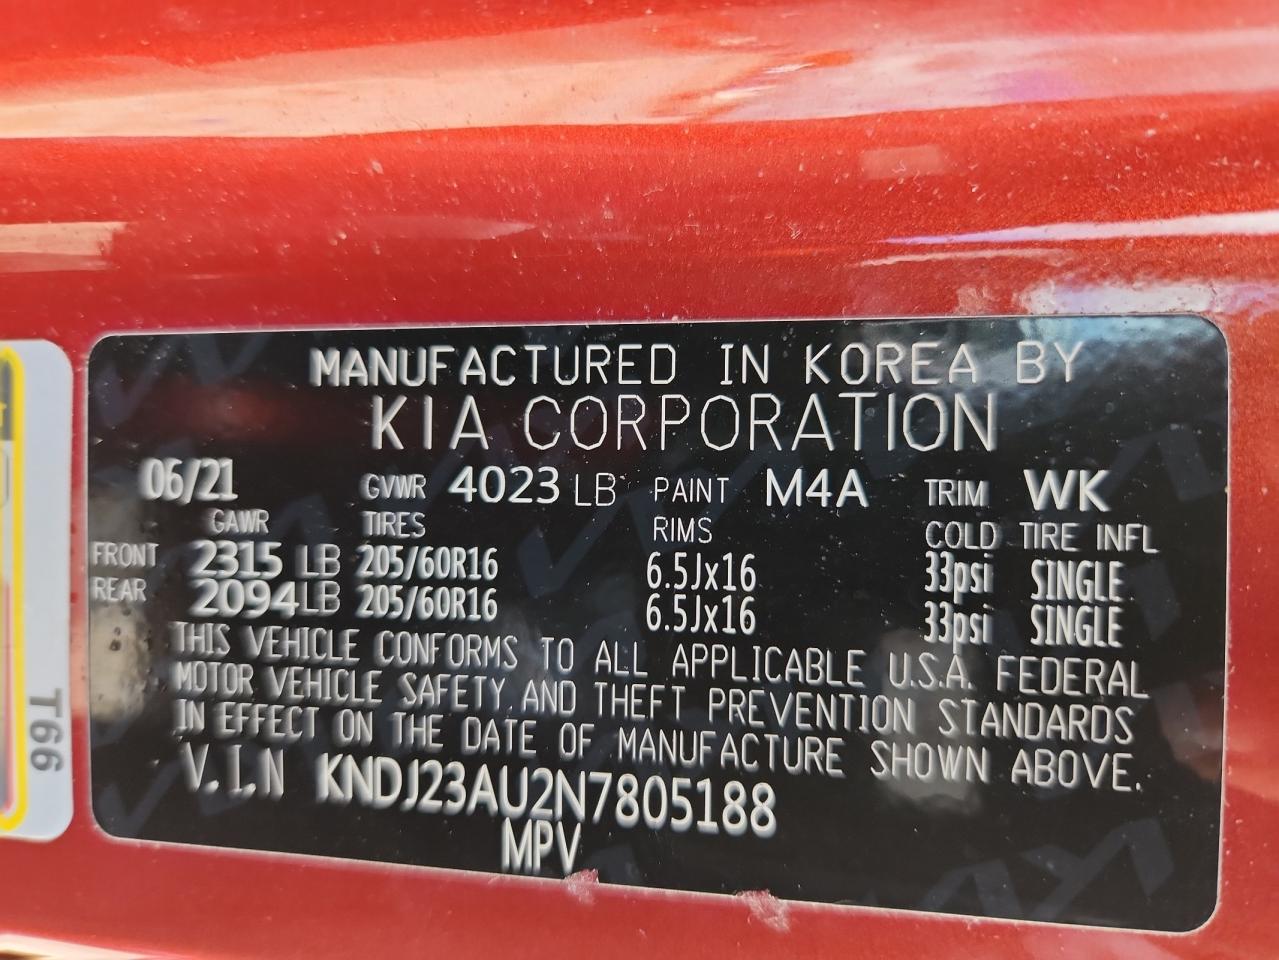 MANUFACTURED IN KOREA BY
KIA CORPORATION
06/21 GVWR 4023 LB PAINT M4A TRIM WK
GAWR TIRES RIMS COLD TIRE INFL
FRONT 2315 LB 205/60R16 6.5Jx16 33psi SINGLE
REAR 2094LB 205/60R16 6.5Jx16 33psi SINGLE
THIS VEHICLE CONFORMS TO ALL APPLICABLE U.S.A. FEDERAL
MOTOR VEHICLE SAFETY AND THEFT PREVENTION STANDARDS
IN EFFECT ON THE DATE OF MANUFACTURE SHOWN ABOVE.
V.I.N KNDJ23AU2N7805188
MPV
T66